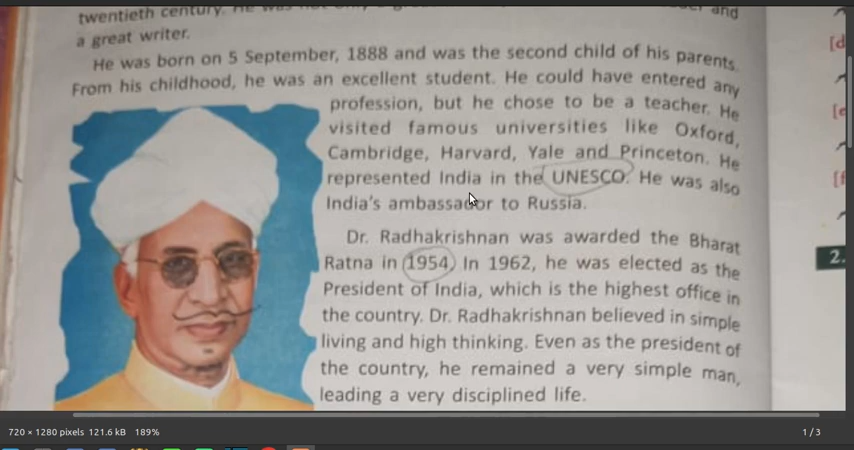 twentieth century. He was
and
a great writer.
He was born on 5 September, 1888 and was the second child of his parents.
From his childhood, he was an excellent student. He could have entered any
profession, but he chose to be a teacher. He
visited famous universities like Oxford,
Cambridge, Harvard, Yale and Princeton. He
represented India in the UNESCO. He was also
India's ambassador to Russia.
Dr. Radhakrishnan was awarded the Bharat
Ratna in 1954. In 1962, he was elected as the
President of India, which is the highest office in
the country. Dr. Radhakrishnan believed in simple
living and high thinking. Even as the president of
the country, he remained a very simple man,
leading a very disciplined life.
[d
[e
[f
2.
720 × 1280 pixels 121.6 kB 189%
1 / 3